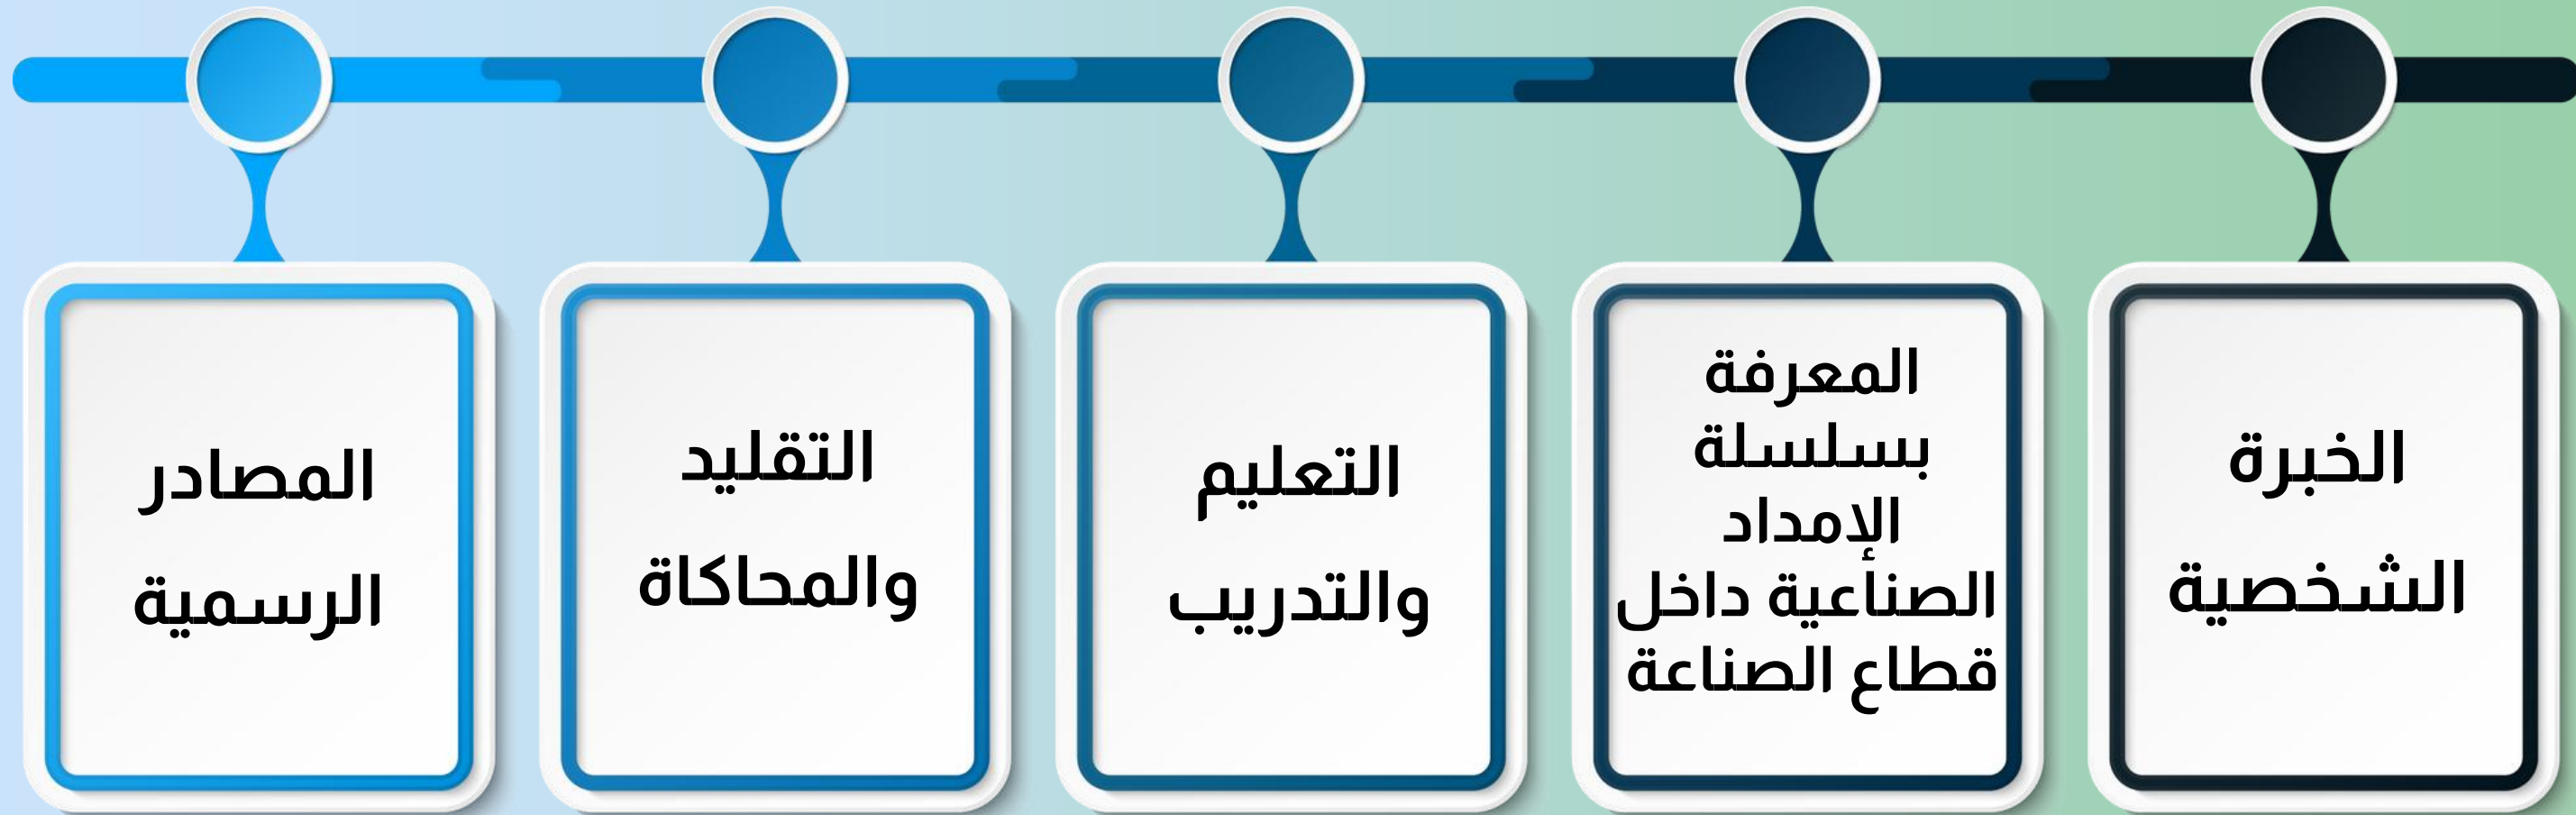 الخبرة
الشخصية
المعرفة
بسلسلة
الإمداد
الصناعية داخل
قطاع الصناعة
التعليم
والتدريب
التقليد
والمحاكاة
المصادر
الرسمية